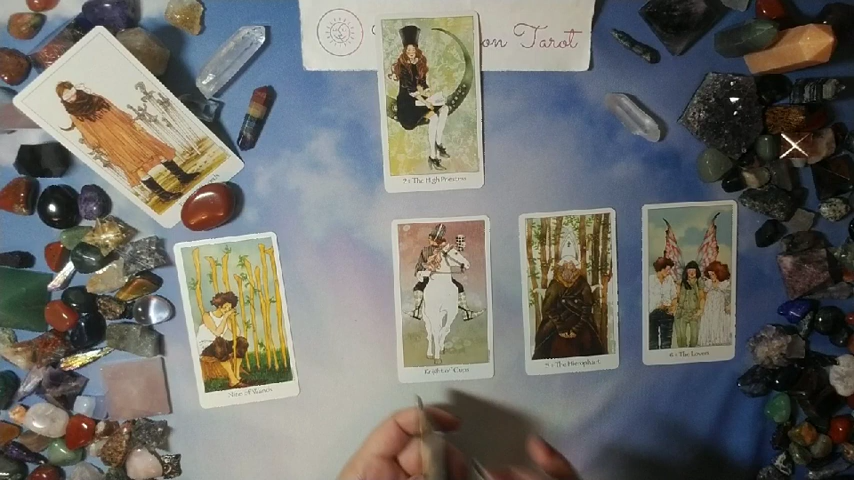 on Tarot
2 : The High Priestess
Knight of Cups
5 : The Hierophant
6 : The Lovers
Nine of Wands